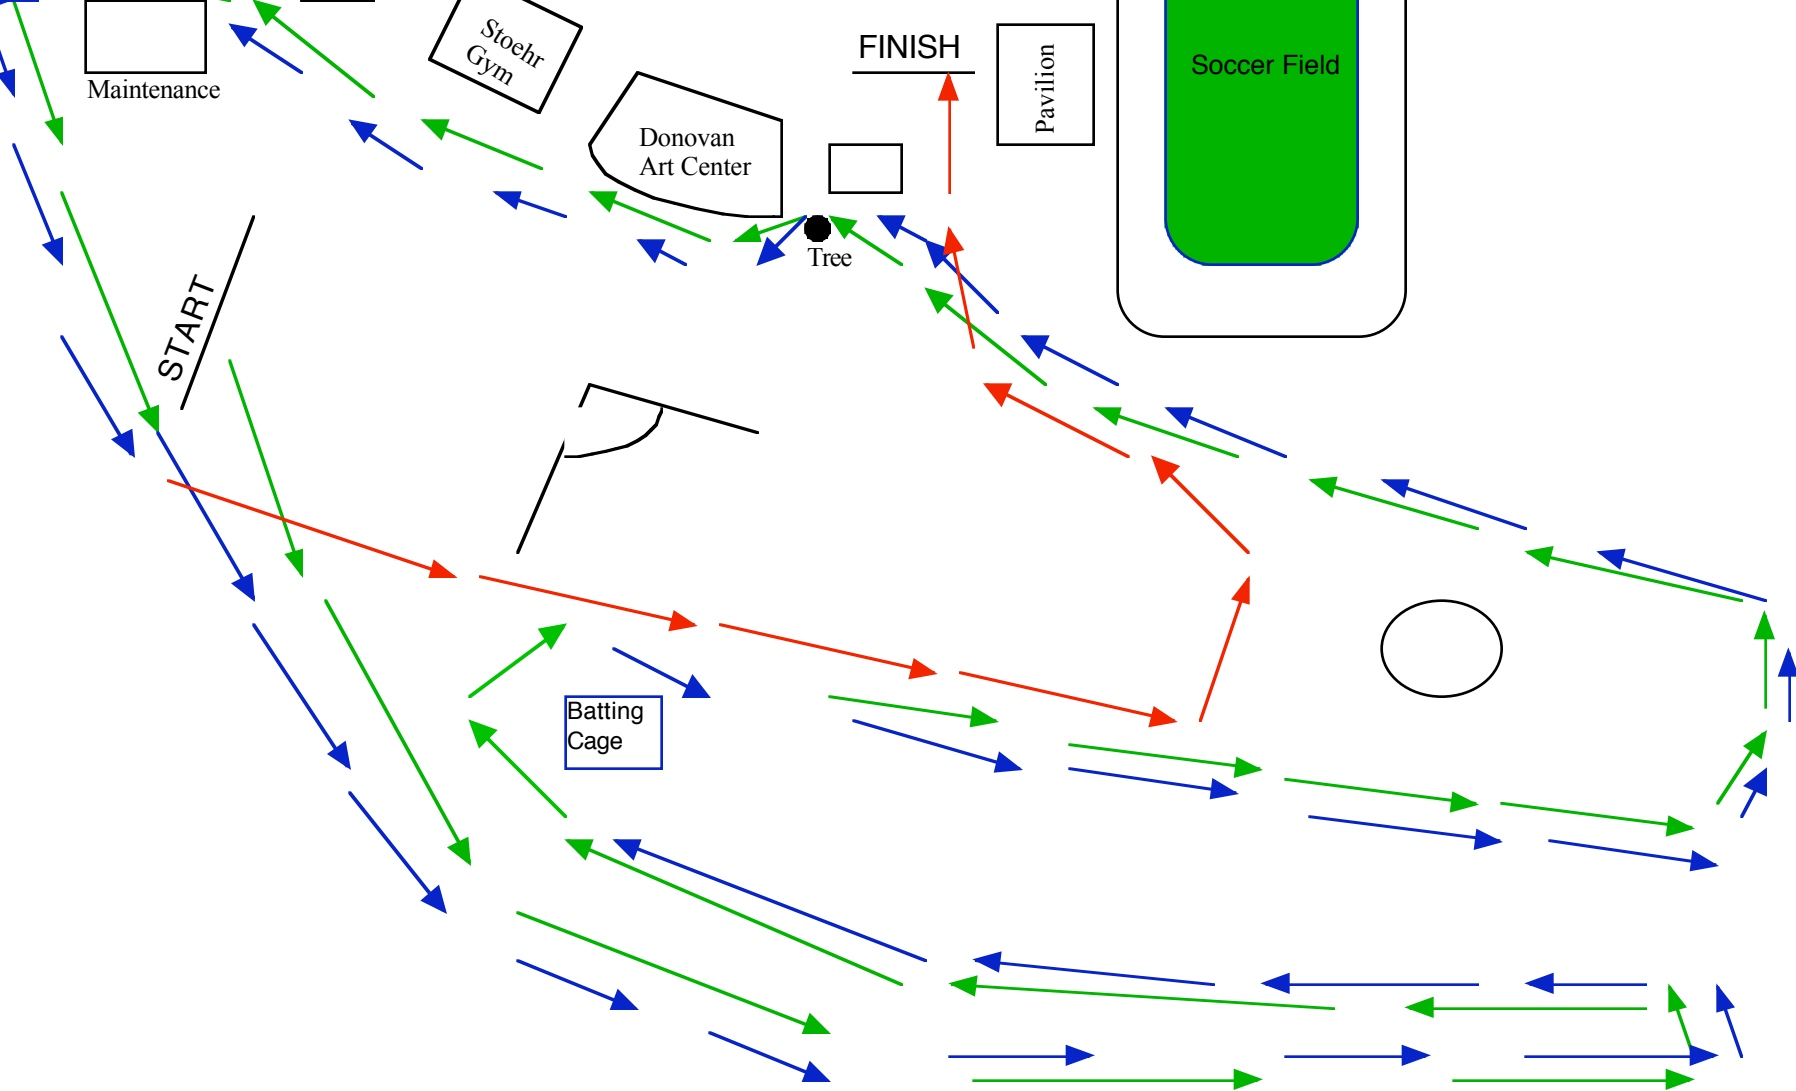 Stoehr
Gym
FINISH
Pavilion
Soccer Field
Maintenance
Donovan
Art Center
Tree
START
Batting
Cage